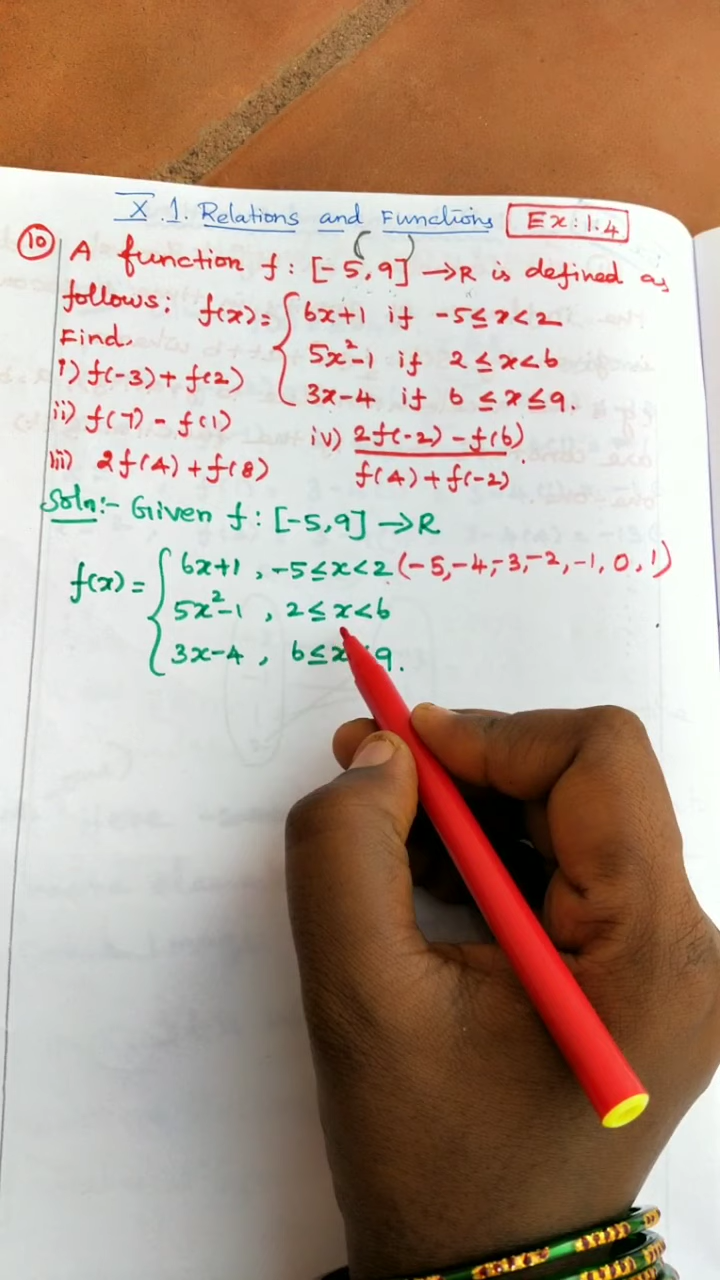 X. 1. Relations and Functions Ex: 1.4
10 A function f : [-5, 9] → R is defined as
follows: f(x) = { 6x+1 if -5 ≤ x < 2
Find, 5x²-1 if 2 ≤ x < 6
i) f(-3) + f(2) 3x-4 if 6 ≤ x ≤ 9.
ii) f(7) - f(1) iv) 2f(-2) - f(6)
iii) 2f(4) + f(8) f(4) + f(-2)
Soln:- Given f : [-5, 9] → R
f(x) = { 6x+1 , -5 ≤ x < 2 (-5, -4, -3, -2, -1, 0, 1)
5x²-1 , 2 ≤ x < 6
3x-4 , 6 ≤ x 9.